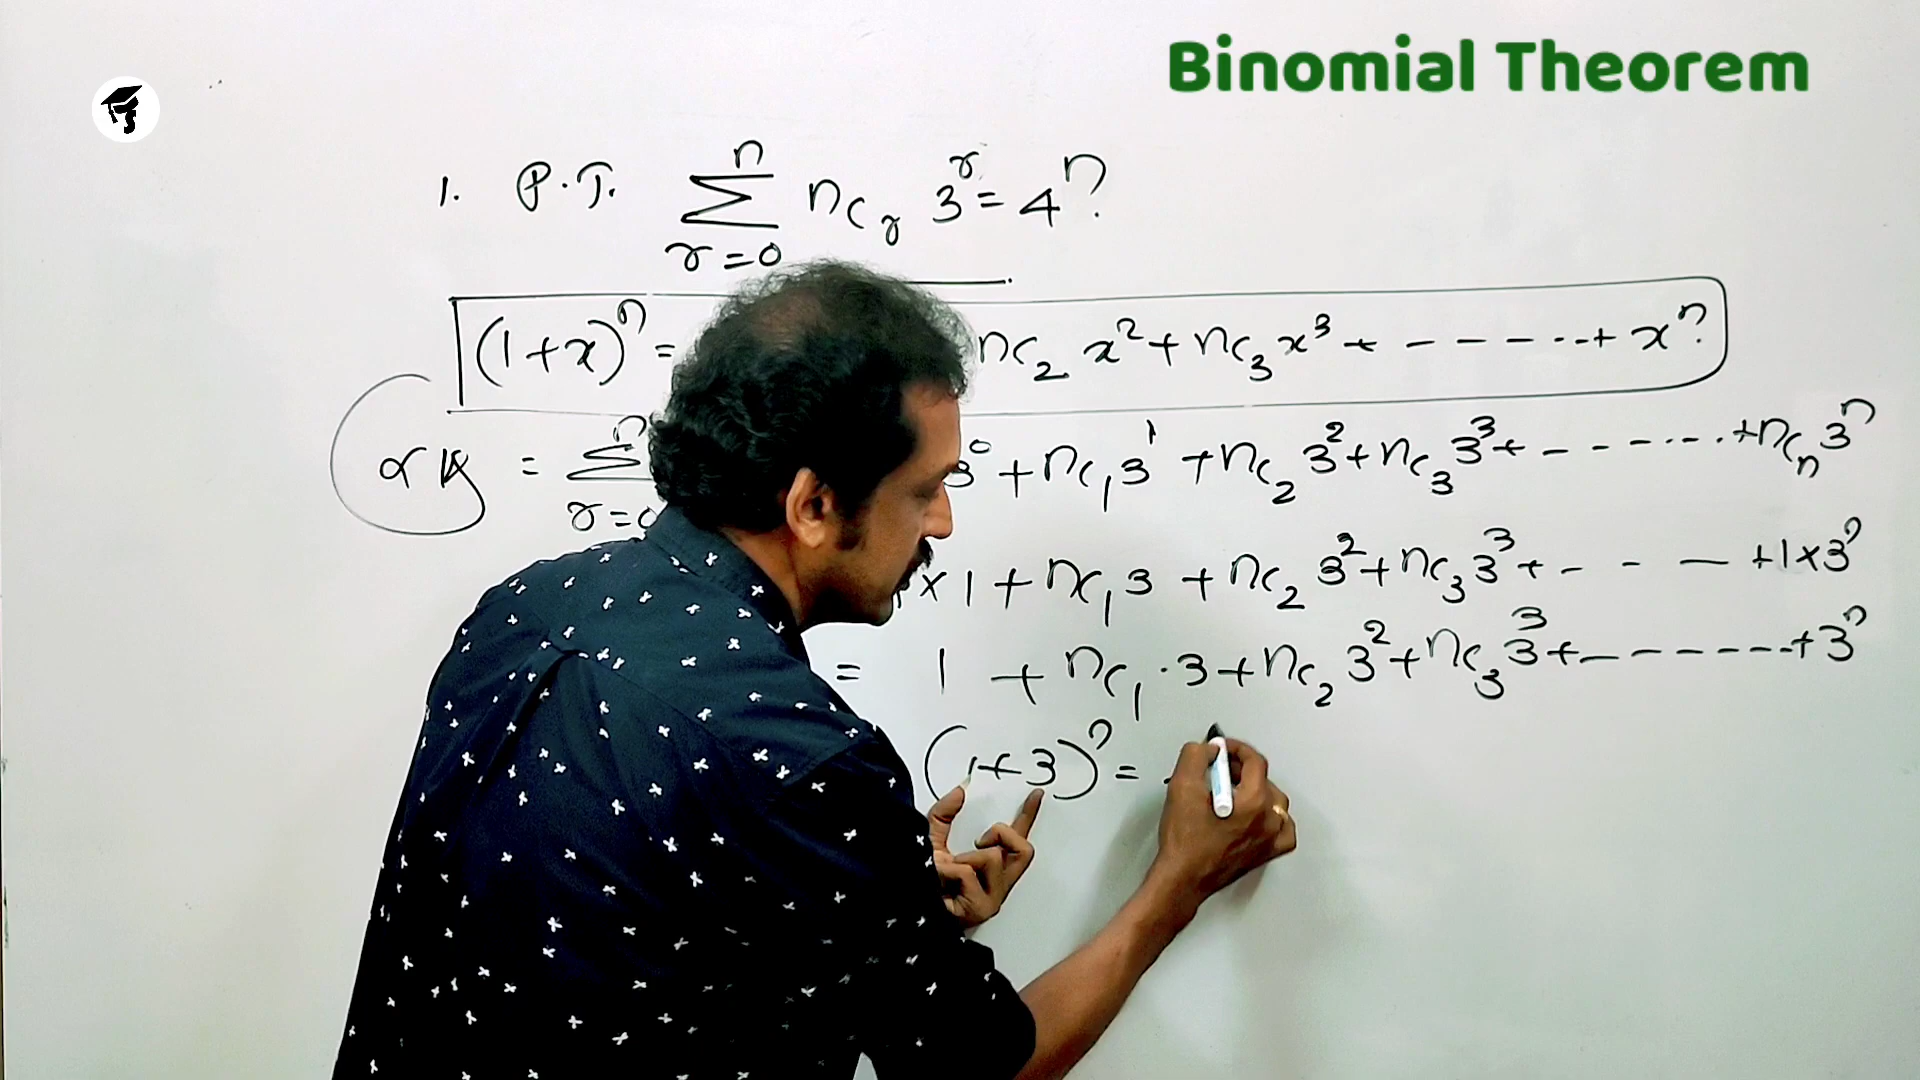 Binomial Theorem
1. P.T. n Σ r=0 nCr 3^r = 4^n ?
(1+x)^n = nC2 x^2 + nC3 x^3 + - - - - - + x^n ?
= n Σ r=0 3^0 + nC1 3^1 + nC2 3^2 + nC3 3^3 + - - - - - + nCn 3^n
x 1 + nC1 3 + nC2 3^2 + nC3 3^3 + - - - + 1 x 3^n
= 1 + nC1 . 3 + nC2 3^2 + nC3 3^3 + - - - - - - + 3^n
(1+3)^n =